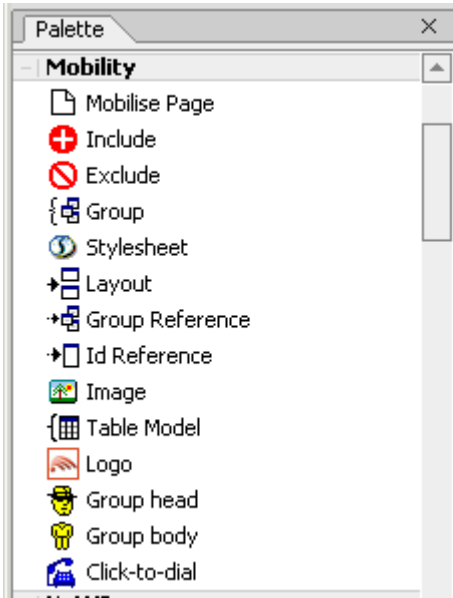 Palette
Mobility
Mobilise Page
Include
Exclude
Group
Stylesheet
Layout
Group Reference
Id Reference
Image
Table Model
Logo
Group head
Group body
Click-to-dial